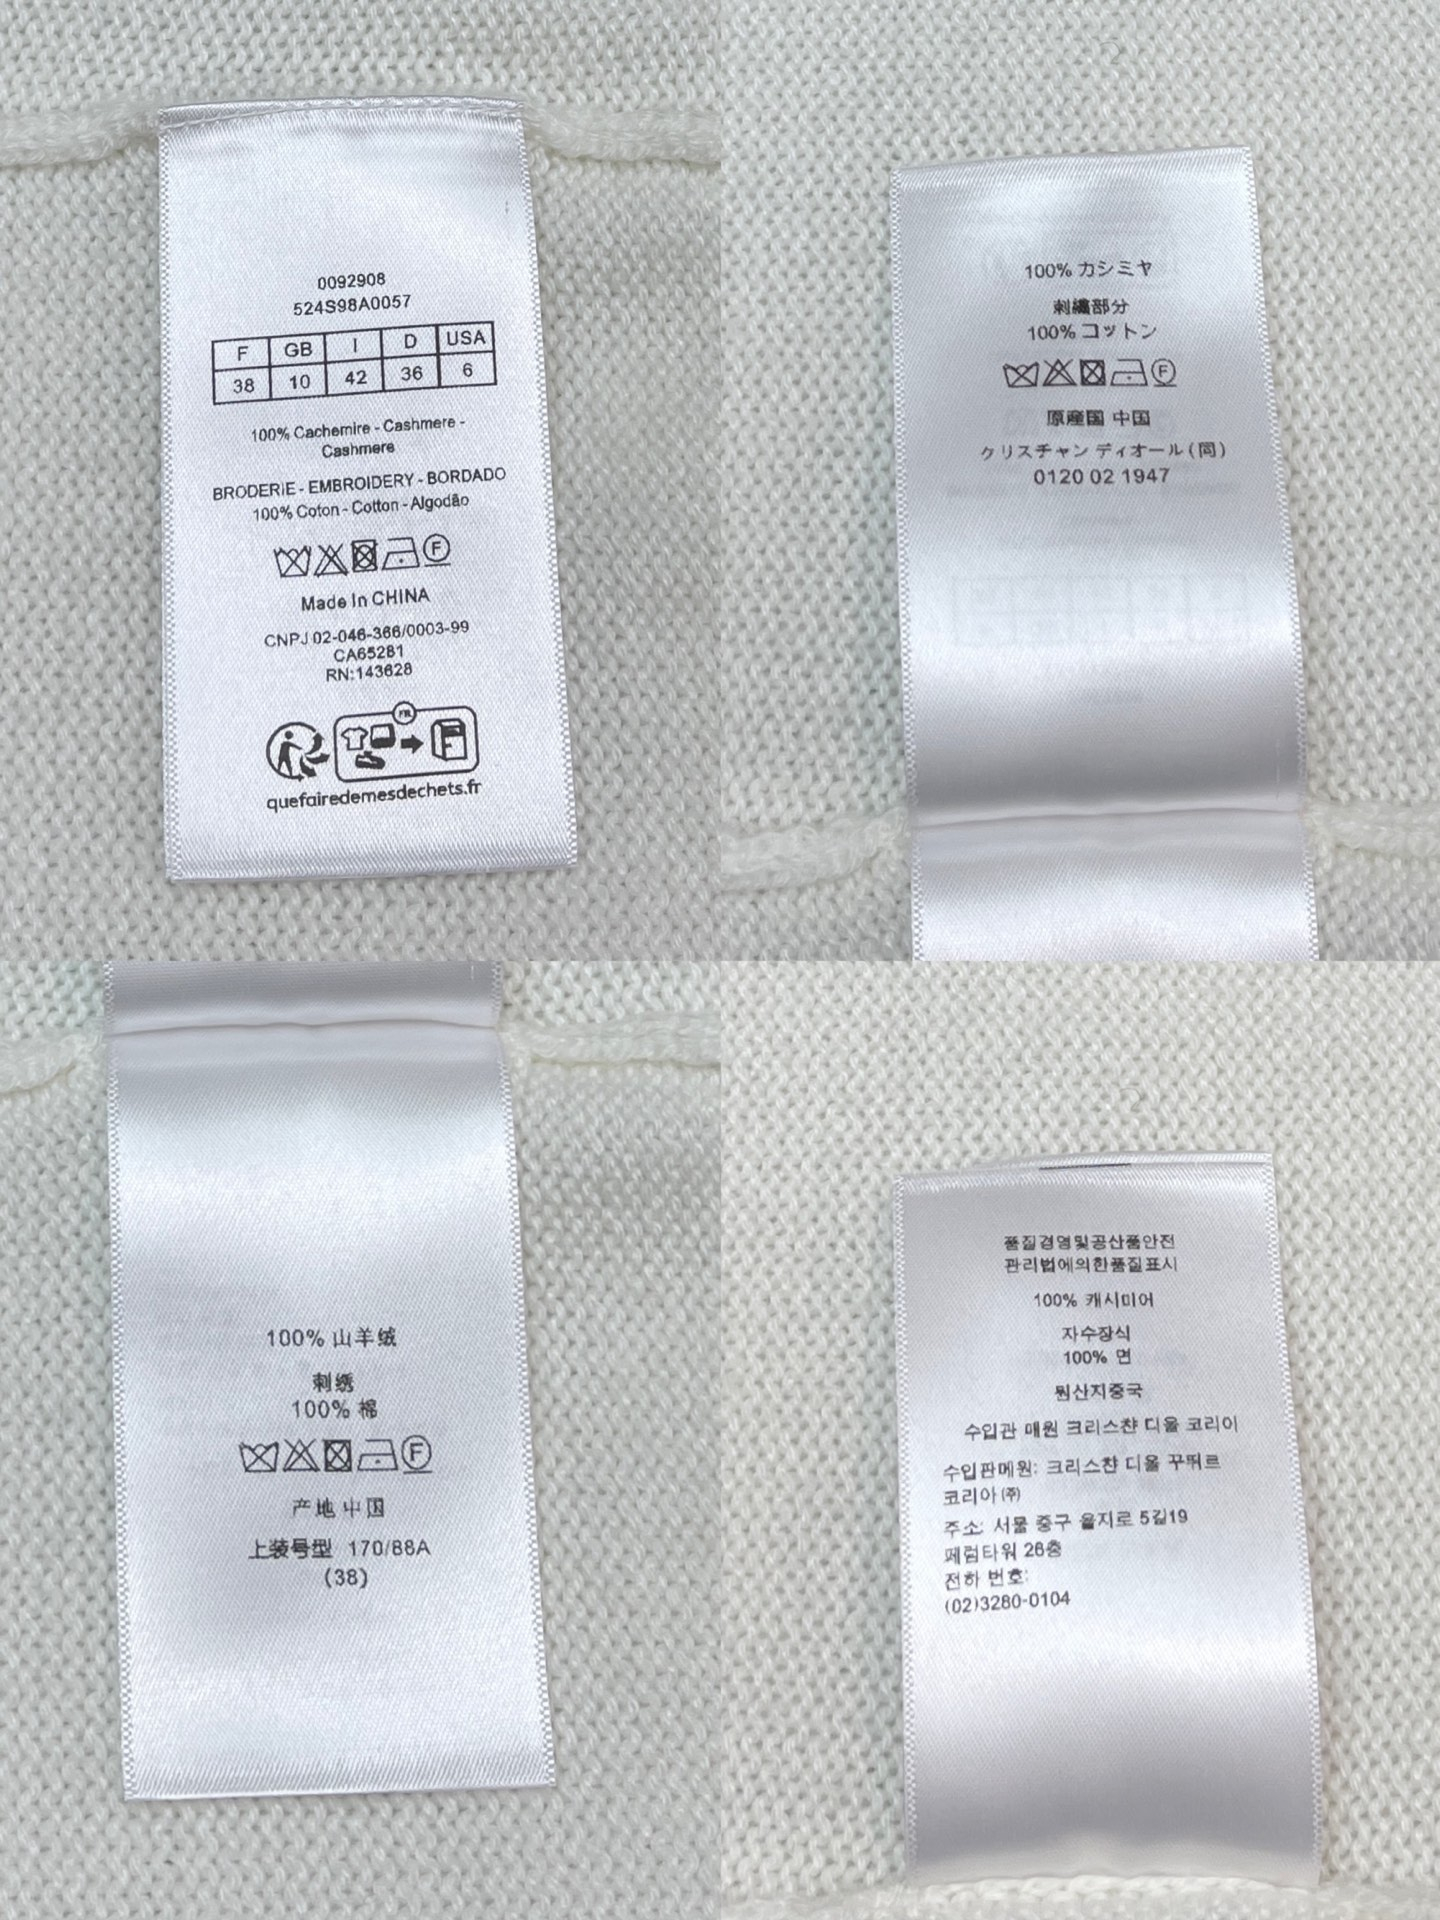 0092908
524S98A0057
F GB I D USA
38 10 42 36 6
100% Cachemire - Cashmere -
Cashmere
BRODERIE - EMBROIDERY - BORDADO
100% Coton - Cotton - Algodão
F
Made In CHINA
CNPJ 02-046-366/0003-99
CA65281
RN:143628
FR
quefairedemesdechets.fr
100% カシミヤ
刺繍部分
100% コットン
F
原産国 中国
クリスチャン ディオール(同)
0120 02 1947
100% 山羊绒
刺绣
100% 棉
F
产地 中国
上装号型 170/88A
(38)
품질경영및공산품안전
관리법에의한품질표시
100% 캐시미어
자수장식
100% 면
원산지중국
수입관 매원 크리스챤 디올 코리이
수입판메원: 크리스챤 디올 꾸뛰르
코리아㈜
주소: 서물 중구 을지로 5길19
페럼타워 26층
전하 번호:
(02)3280-0104